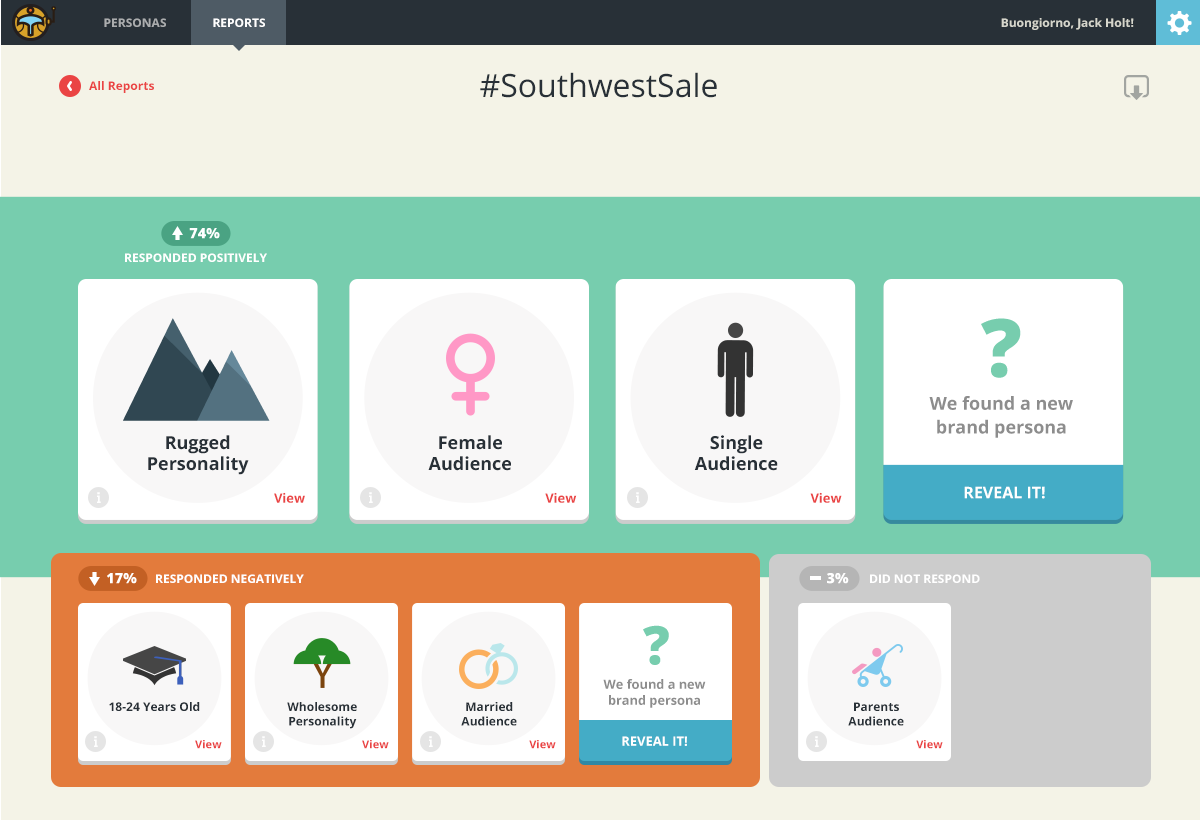 PERSONAS
REPORTS
Buongiorno, Jack Holt!
All Reports
#SouthwestSale
74%
RESPONDED POSITIVELY
Rugged
Personality
i
View
Female
Audience
i
View
Single
Audience
i
View
?
We found a new
brand persona
REVEAL IT!
17%
RESPONDED NEGATIVELY
18-24 Years Old
i
View
Wholesome
Personality
i
View
Married
Audience
i
View
?
We found a new
brand persona
REVEAL IT!
3%
DID NOT RESPOND
Parents
Audience
i
View